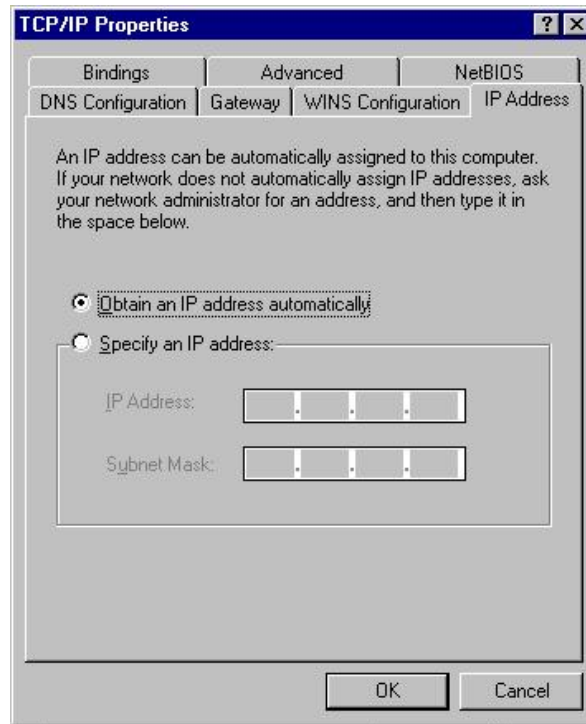 TCP/IP Properties
Bindings
Advanced
NetBIOS
DNS Configuration
Gateway
WINS Configuration
IP Address
An IP address can be automatically assigned to this computer.
If your network does not automatically assign IP addresses, ask
your network administrator for an address, and then type it in
the space below.
Obtain an IP address automatically
Specify an IP address:
IP Address:
Subnet Mask:
OK
Cancel